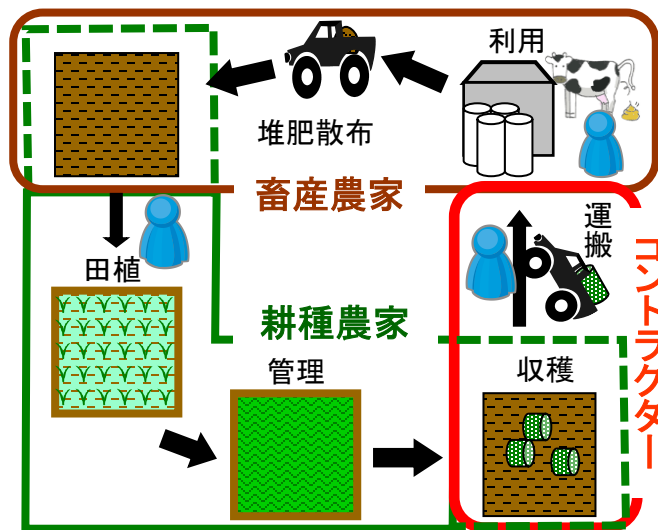 利用
堆肥散布
畜産農家
運搬
田植
コントラクター
耕種農家
管理
収穫